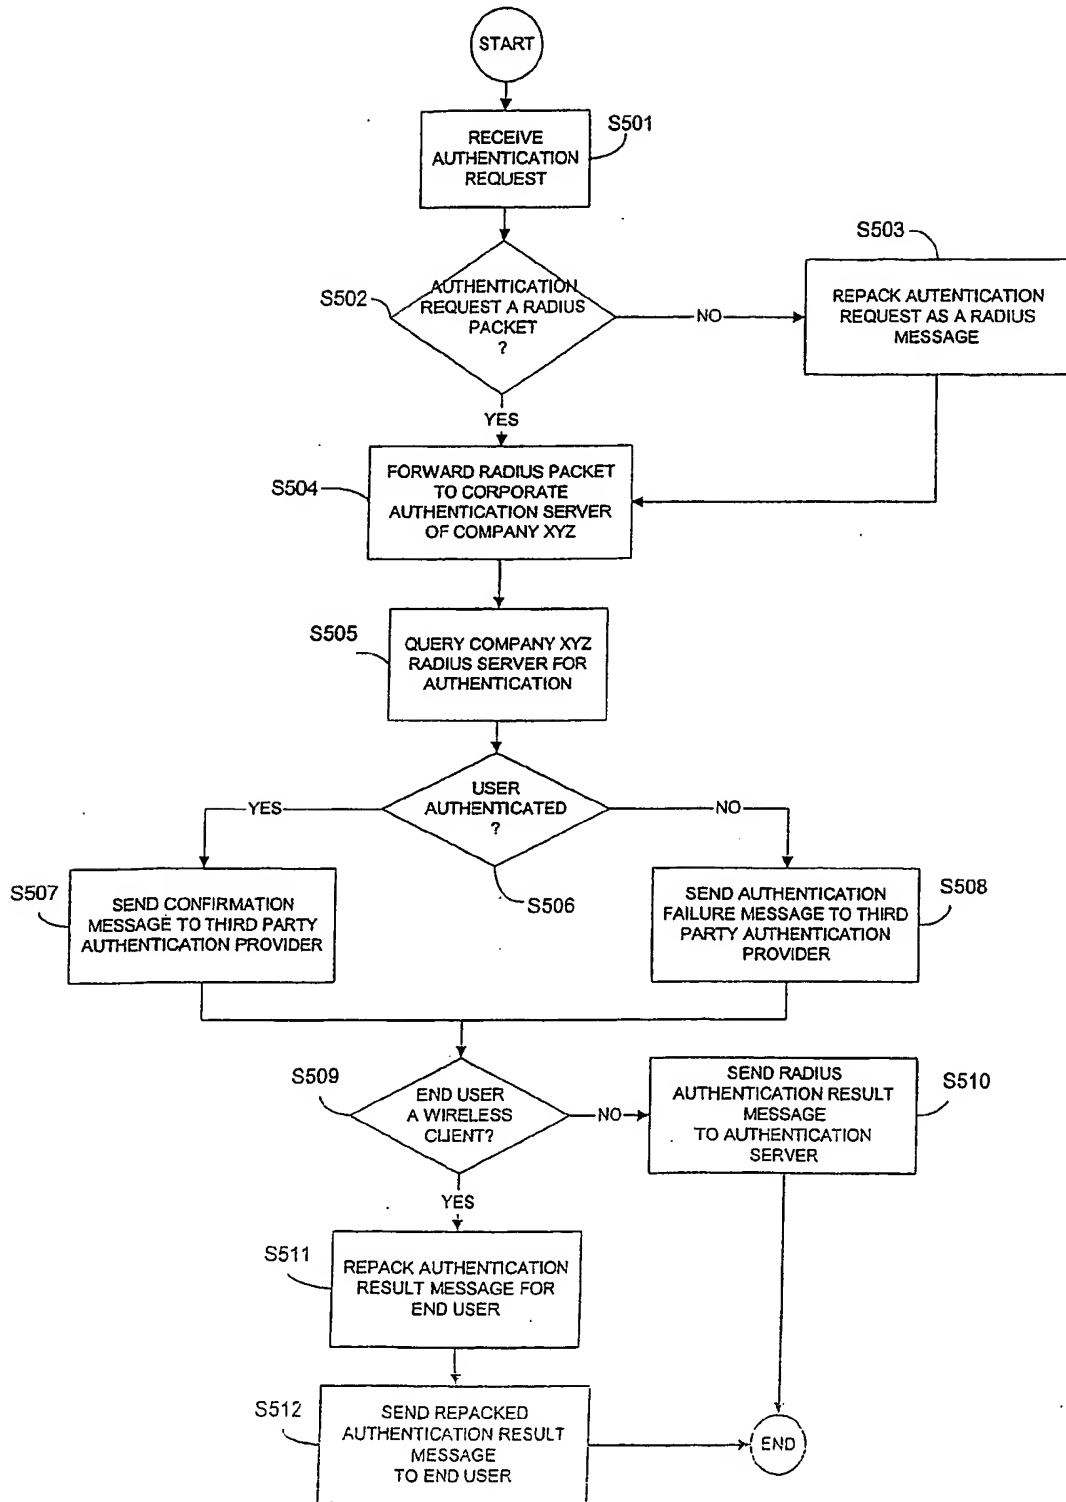 START
S501
RECEIVE
AUTHENTICATION
REQUEST
S502
AUTHENTICATION
REQUEST A RADIUS
PACKET
?
NO
S503
REPACK AUTENTICATION
REQUEST AS A RADIUS
MESSAGE
YES
S504
FORWARD RADIUS PACKET
TO CORPORATE
AUTHENTICATION SERVER
OF COMPANY XYZ
S505
QUERY COMPANY XYZ
RADIUS SERVER FOR
AUTHENTICATION
USER
AUTHENTICATED
?
YES
NO
S506
S507
SEND CONFIRMATION
MESSAGE TO THIRD PARTY
AUTHENTICATION PROVIDER
S508
SEND AUTHENTICATION
FAILURE MESSAGE TO THIRD
PARTY AUTHENTICATION
PROVIDER
S509
END USER
A WIRELESS
CLIENT?
NO
S510
SEND RADIUS
AUTHENTICATION RESULT
MESSAGE
TO AUTHENTICATION
SERVER
YES
S511
REPACK AUTHENTICATION
RESULT MESSAGE FOR
END USER
S512
SEND REPACKED
AUTHENTICATION RESULT
MESSAGE
TO END USER
END